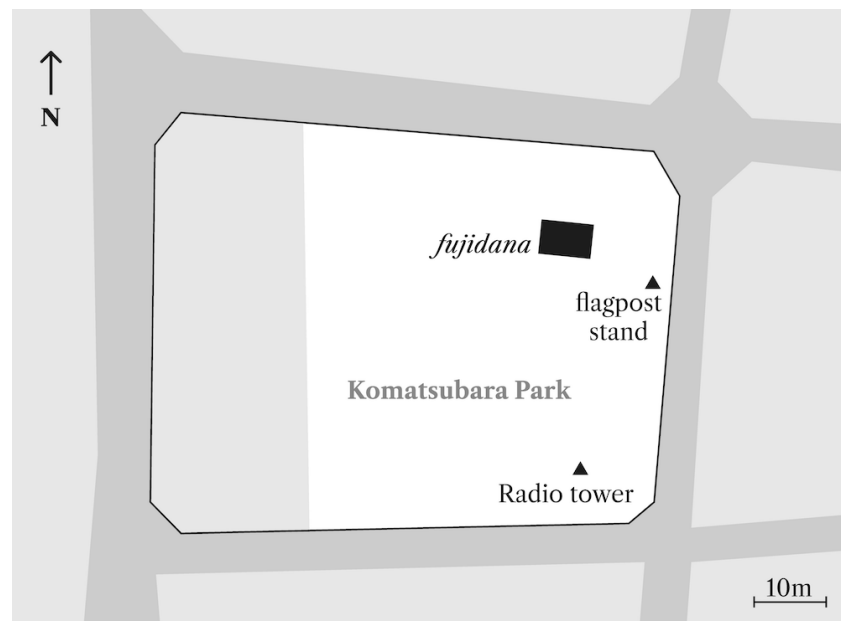 N
fujidana
flagpost
stand
Komatsubara Park
Radio tower
10m